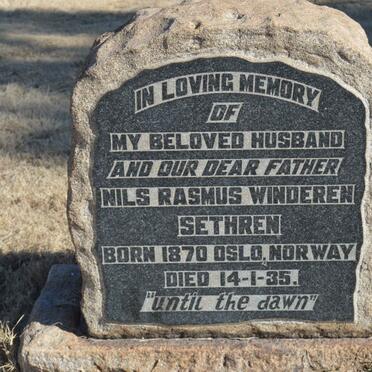 IN LOVING MEMORY
OF
MY BELOVED HUSBAND
AND OUR DEAR FATHER
NILS RASMUS WINDEREN
SETHREN
BORN 1870 OSLO, NORWAY
DIED 14-1-35.
"until the dawn"